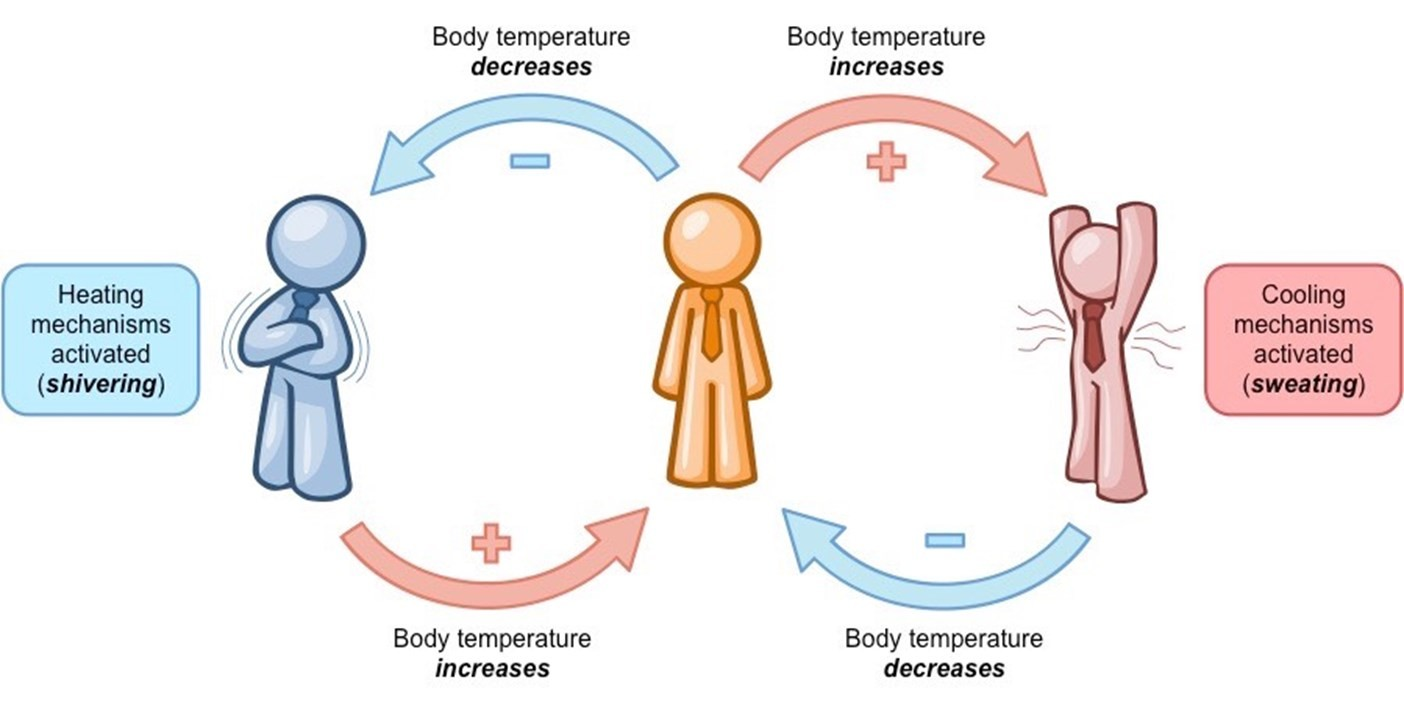 Body temperature
decreases
Body temperature
increases
Heating
mechanisms
activated
(shivering)
Cooling
mechanisms
activated
(sweating)
Body temperature
increases
Body temperature
decreases